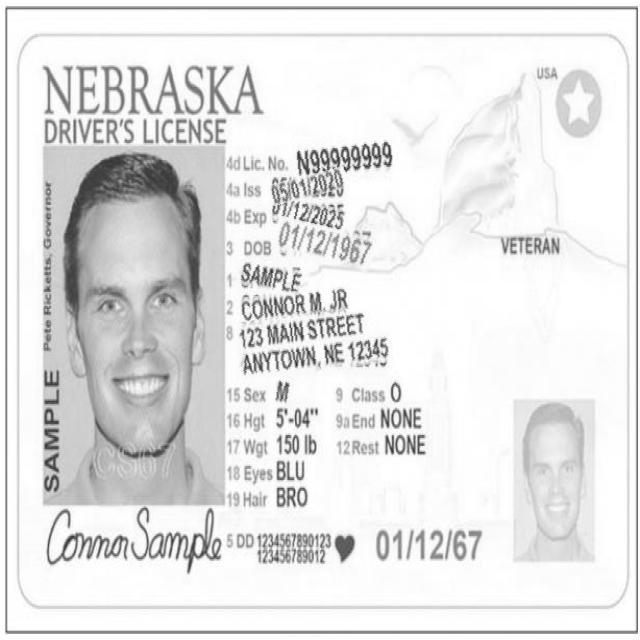 NEBRASKA
USA
DRIVER'S LICENSE
Pete Ricketts, Governor
SAMPLE
4d Lic. No. N99999999
4a Iss 05/01/2020
4b Exp 01/12/2025
3 DOB 01/12/1967
VETERAN
1 SAMPLE
2 CONNOR M. JR
8 123 MAIN STREET
ANYTOWN, NE 12345
15 Sex M 9 Class O
16 Hgt 5'-04" 9a End NONE
17 Wgt 150 lb 12 Rest NONE
18 Eyes BLU
19 Hair BRO
CS67
Connor Sample
5 DD 1234567890123
123456789012
01/12/67